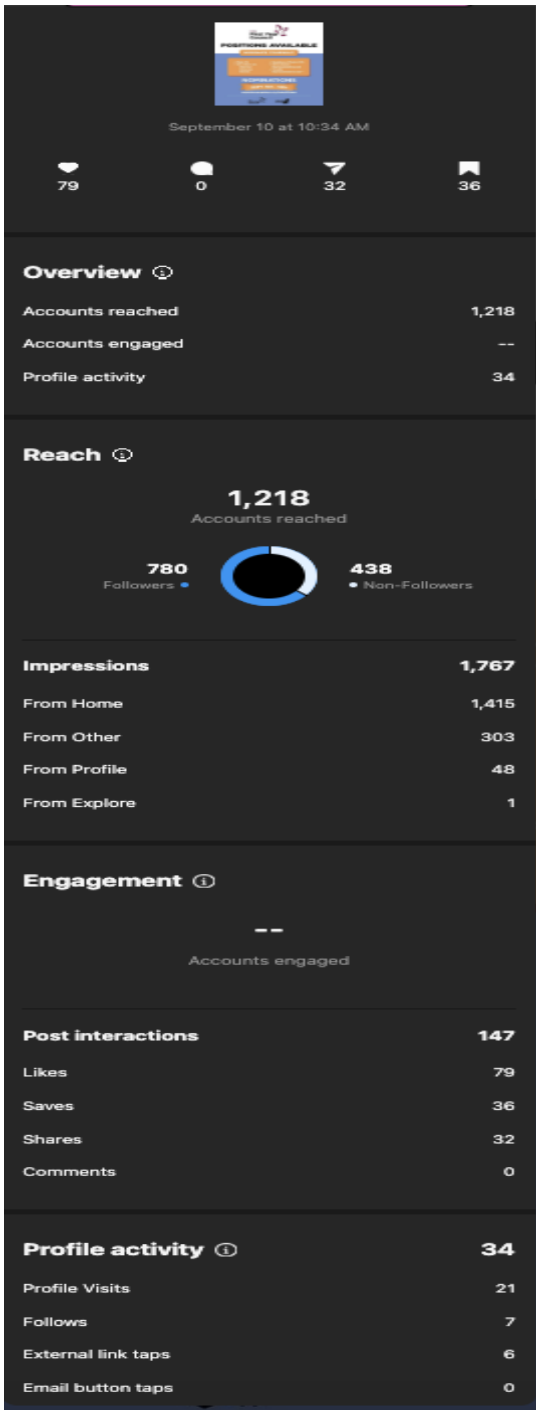 First Year
Council
POSITIONS AVAILABLE
NOMINATIONS
September 10 at 10:34 AM
79 0 32 36
Overview
Accounts reached 1,218
Accounts engaged --
Profile activity 34
Reach
1,218
Accounts reached
780 438
Followers Non-Followers
Impressions 1,767
From Home 1,415
From Other 303
From Profile 48
From Explore 1
Engagement
--
Accounts engaged
Post interactions 147
Likes 79
Saves 36
Shares 32
Comments 0
Profile activity 34
Profile Visits 21
Follows 7
External link taps 6
Email button taps 0